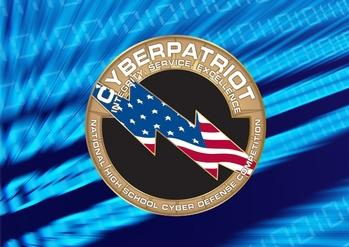 CYBERPATRIOT
INTEGRITY. SERVICE. EXCELLENCE
NATIONAL HIGH SCHOOL CYBER DEFENSE COMPETITION